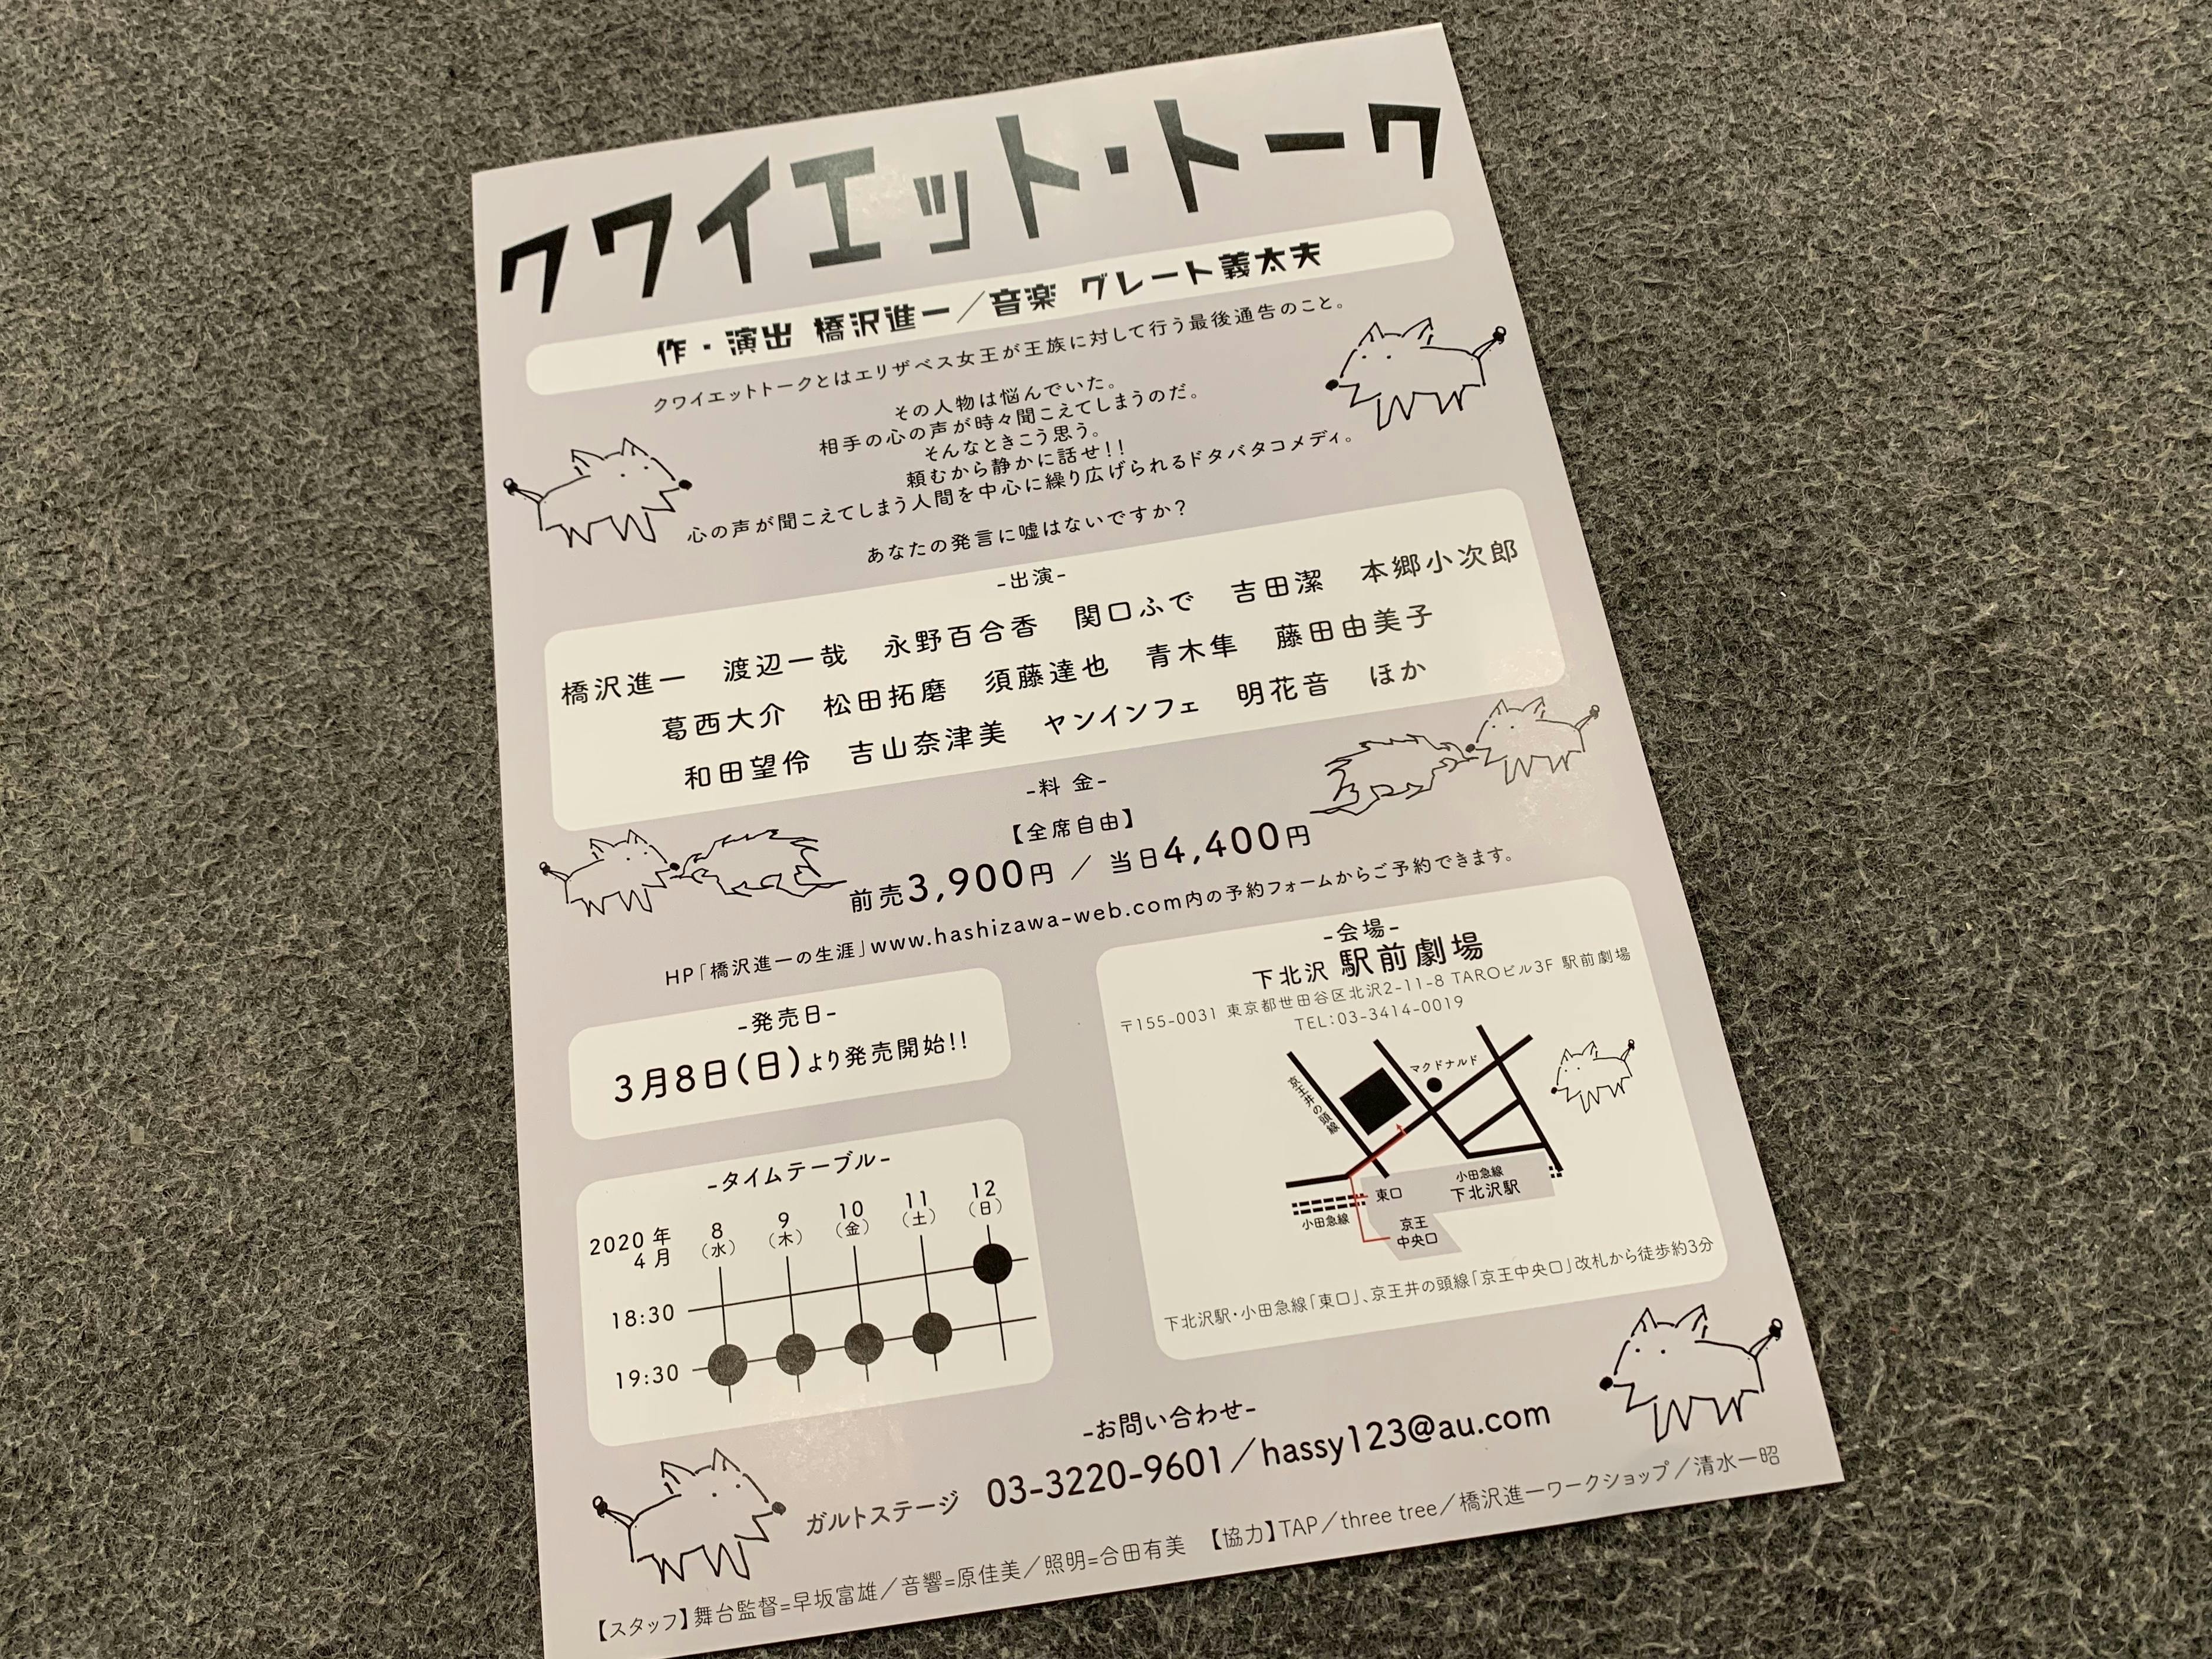 クワイエット・トーク
作・演出 橋沢進一／音楽 グレート義太夫
クワイエットトークとはエリザベス女王が王族に対して行う最後通告のこと。
その人物は悩んでいた。
相手の心の声が時々聞こえてしまうのだ。
そんなときこう思う。
頼むから静かに話せ!!
心の声が聞こえてしまう人間を中心に繰り広げられるドタバタコメディ。
あなたの発言に嘘はないですか?
-出演-
橋沢進一 渡辺一哉 永野百合香 関口ふで 吉田潔 本郷小次郎
葛西大介 松田拓磨 須藤達也 青木隼 藤田由美子
和田望伶 吉山奈津美 ヤンインフェ 明花音 ほか
-料 金-
【全席自由】
前売3,900円 ／ 当日4,400円
HP「橋沢進一の生涯」www.hashizawa-web.com内の予約フォームからご予約できます。
-発売日-
3月8日(日)より発売開始!!
-タイムテーブル-
2020 年
4 月
8 9 10 11 12
(水) (木) (金) (土) (日)
18:30
19:30
-会場-
下北沢 駅前劇場
〒155-0031 東京都世田谷区北沢2-11-8 TAROビル3F 駅前劇場
TEL:03-3414-0019
マクドナルド
京王井の頭線
東口
小田急線
下北沢駅
小田急線
京王
中央口
下北沢駅・小田急線「東口」、京王井の頭線「京王中央口」改札から徒歩約3分
-お問い合わせ-
ガルトステージ 03-3220-9601／hassy123@au.com
【スタッフ】舞台監督=早坂富雄／音響=原佳美／照明=合田有美 【協力】TAP／three tree／橋沢進一ワークショップ／清水一昭